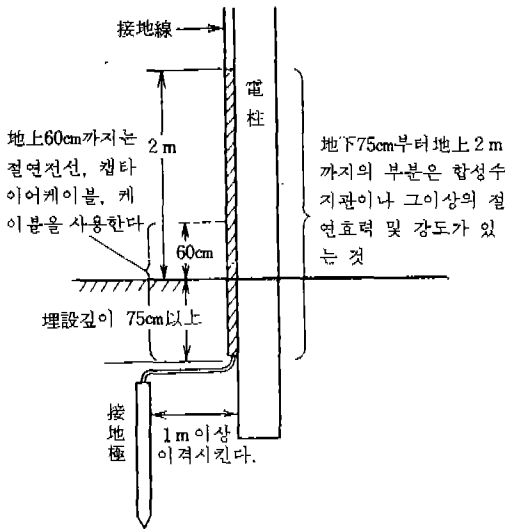 接地線
電柱
2m
地上60cm까지는
절연전선, 캡타
이어케이블, 케
이블을 사용한다
60cm
地下75cm부터地上2m
까지의 부분은 합성수
지관이나 그이상의 절
연효력 및 강도가 있
는 것
埋設깊이 75cm以上
接地極
1m이상
이격시킨다.